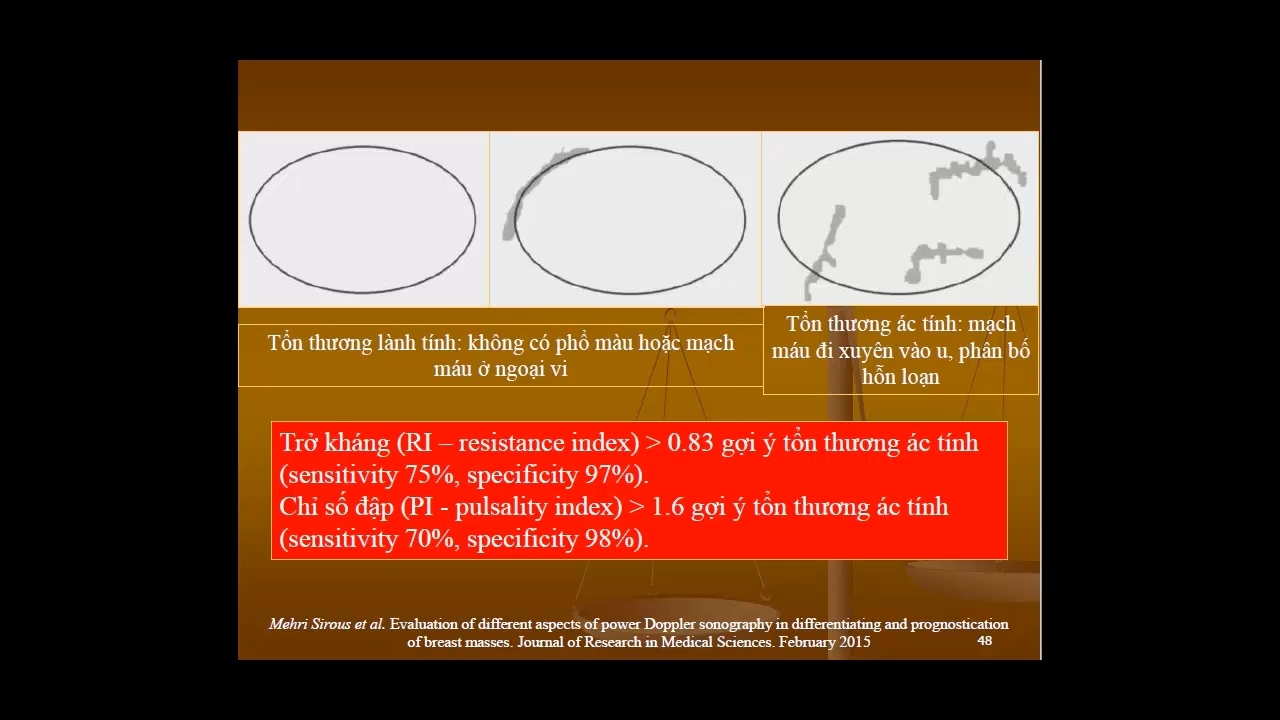 Tổn thương lành tính: không có phổ màu hoặc mạch
máu ở ngoại vi
Tổn thương ác tính: mạch
máu đi xuyên vào u, phân bố
hỗn loạn
Trở kháng (RI – resistance index) > 0.83 gợi ý tổn thương ác tính
(sensitivity 75%, specificity 97%).
Chỉ số đập (PI - pulsality index) > 1.6 gợi ý tổn thương ác tính
(sensitivity 70%, specificity 98%).
Mehri Sirous et al. Evaluation of different aspects of power Doppler sonography in differentiating and prognostication
of breast masses. Journal of Research in Medical Sciences. February 2015
48